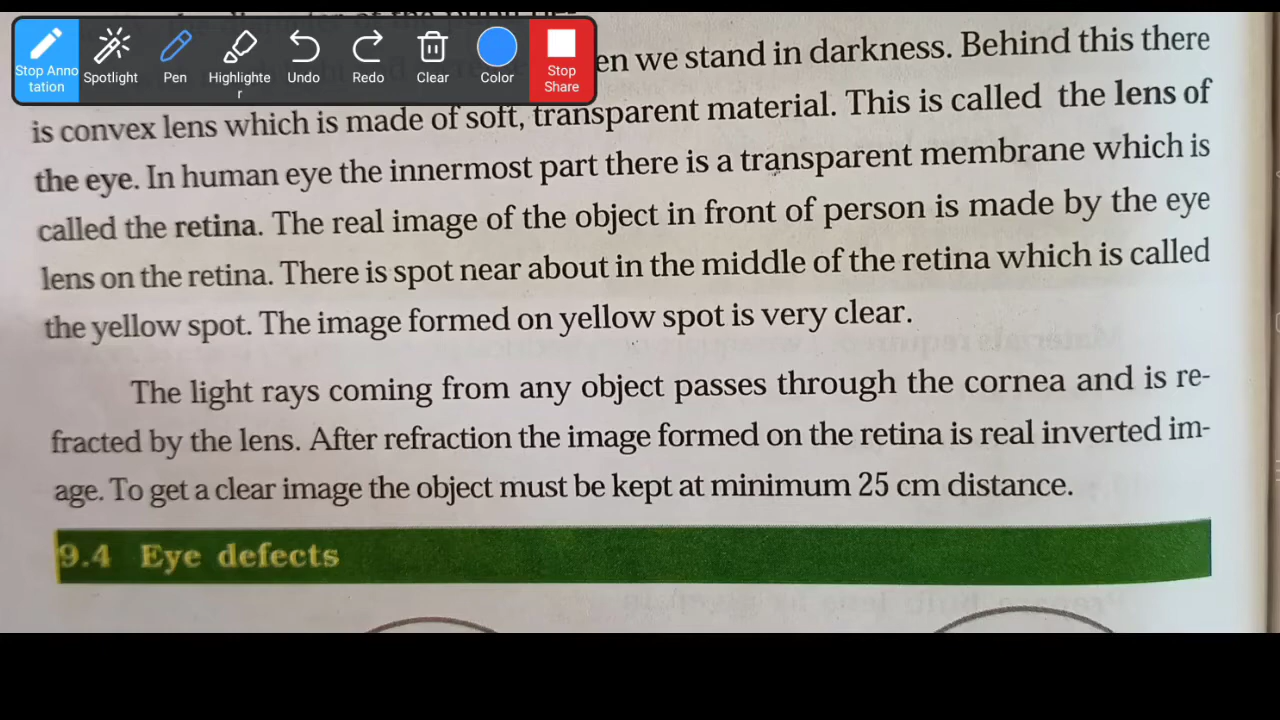 Stop Anno
tation
Spotlight
Pen
Highlighte
r
Undo
Redo
Clear
Color
Stop
Share
en we stand in darkness. Behind this there
is convex lens which is made of soft, transparent material. This is called the lens of
the eye. In human eye the innermost part there is a transparent membrane which is
called the retina. The real image of the object in front of person is made by the eye
lens on the retina. There is spot near about in the middle of the retina which is called
the yellow spot. The image formed on yellow spot is very clear.
The light rays coming from any object passes through the cornea and is re-
fracted by the lens. After refraction the image formed on the retina is real inverted im-
age. To get a clear image the object must be kept at minimum 25 cm distance.
9.4 Eye defects